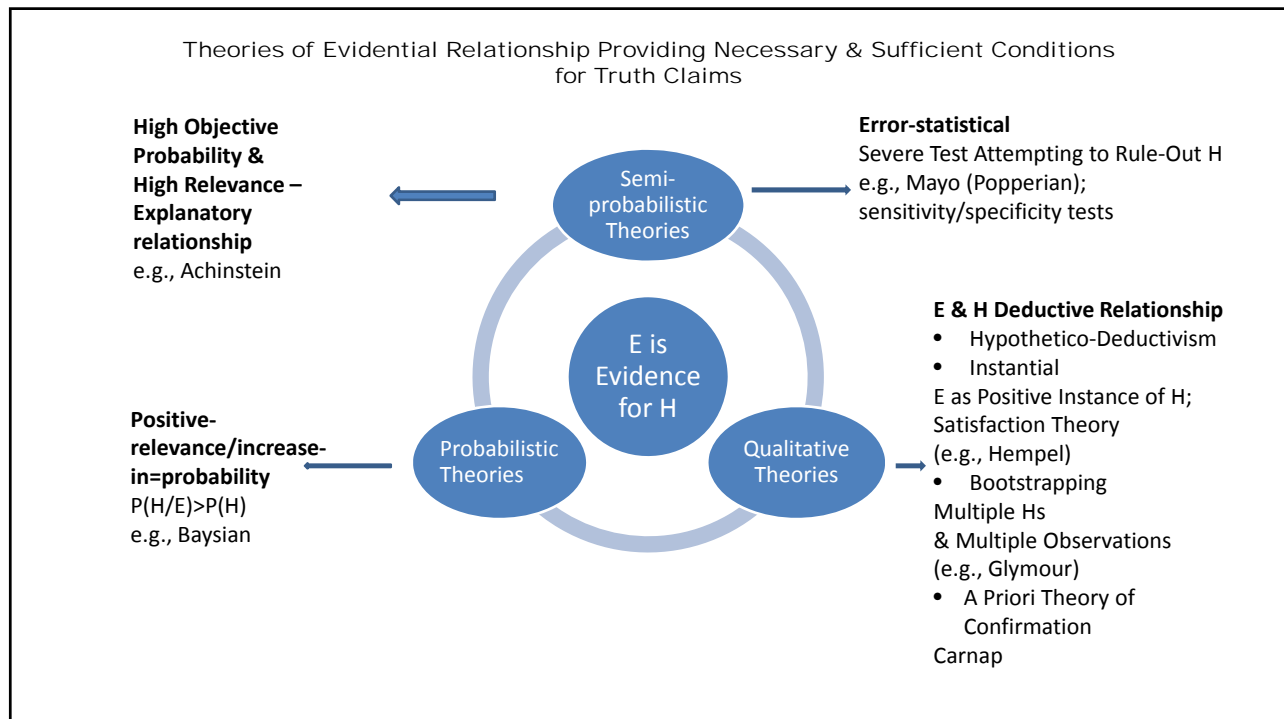 Theories of Evidential Relationship Providing Necessary & Sufficient Conditions
for Truth Claims
High Objective
Probability &
High Relevance –
Explanatory
relationship
e.g., Achinstein
Semi-
probabilistic
Theories
Error-statistical
Severe Test Attempting to Rule-Out H
e.g., Mayo (Popperian);
sensitivity/specificity tests
E is
Evidence
for H
Positive-
relevance/increase-
in=probability
P(H/E)>P(H)
e.g., Baysian
Probabilistic
Theories
Qualitative
Theories
E & H Deductive Relationship
• Hypothetico-Deductivism
• Instantial
E as Positive Instance of H;
Satisfaction Theory
(e.g., Hempel)
• Bootstrapping
Multiple Hs
& Multiple Observations
(e.g., Glymour)
• A Priori Theory of
Confirmation
Carnap